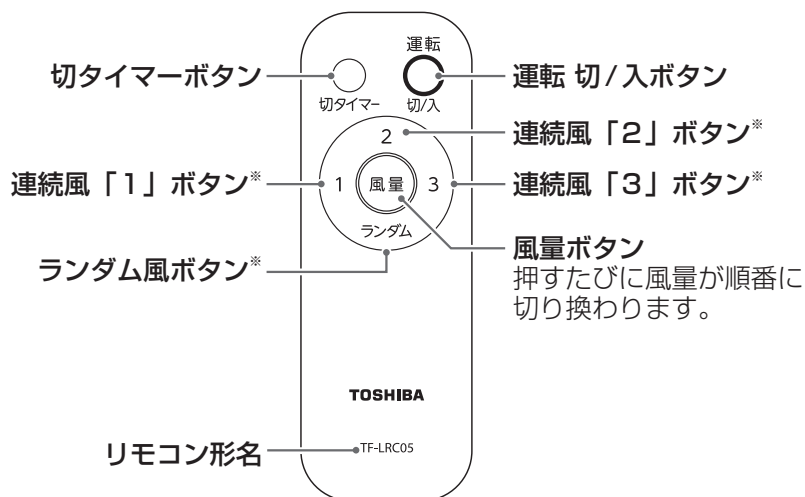 運転
切タイマーボタン
運転 切/入ボタン
切タイマー
切/入
連続風「2」ボタン※
2
連続風「1」ボタン※
1
風量
3
連続風「3」ボタン※
ランダム
風量ボタン
押すたびに風量が順番に
切り換わります。
ランダム風ボタン※
TOSHIBA
リモコン形名
TF-LRC05